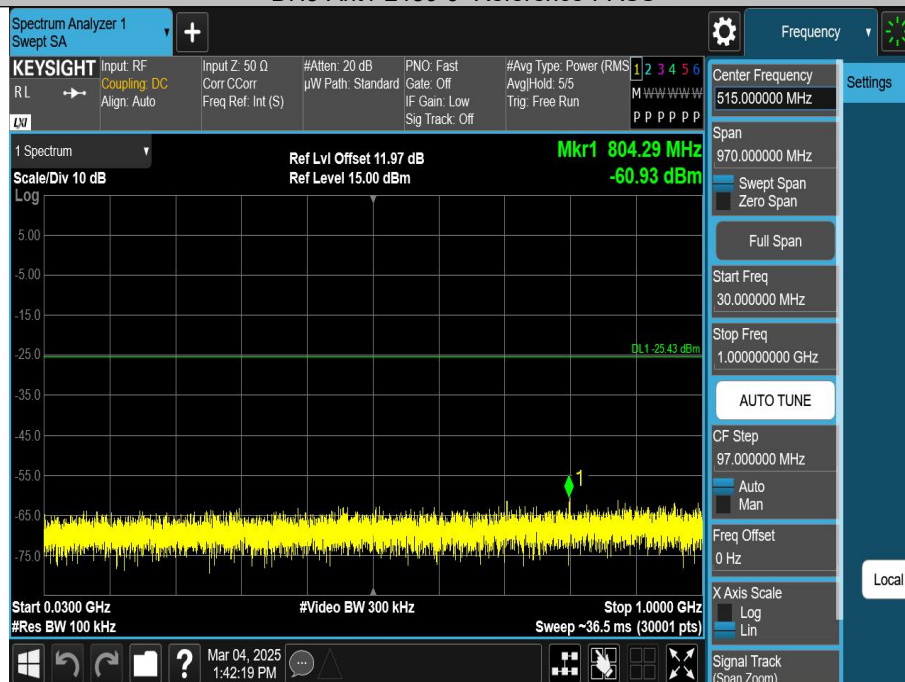 Spectrum Analyzer 1
Swept SA
Frequency
KEYSIGHT
RL
LXI
Input: RF
Coupling: DC
Align: Auto
Input Z: 50 Ω
Corr CCorr
Freq Ref: Int (S)
#Atten: 20 dB
µW Path: Standard
PNO: Fast
Gate: Off
IF Gain: Low
Sig Track: Off
#Avg Type: Power (RMS
Avg|Hold: 5/5
Trig: Free Run
1 2 3 4 5 6
M W W W W W
P P P P P P
1 Spectrum
Scale/Div 10 dB
Log
Ref Lvl Offset 11.97 dB
Ref Level 15.00 dBm
Mkr1 804.29 MHz
-60.93 dBm
5.00
-5.00
-15.0
-25.0
DL1 -25.43 dBm
-35.0
-45.0
-55.0
1
-65.0
-75.0
Start 0.0300 GHz
#Res BW 100 kHz
#Video BW 300 kHz
Stop 1.0000 GHz
Sweep ~36.5 ms (30001 pts)
Mar 04, 2025
1:42:19 PM
Center Frequency
515.000000 MHz
Settings
Span
970.000000 MHz
Swept Span
Zero Span
Full Span
Start Freq
30.000000 MHz
Stop Freq
1.000000000 GHz
AUTO TUNE
CF Step
97.000000 MHz
Auto
Man
Freq Offset
0 Hz
X Axis Scale
Log
Lin
Local
Signal Track
(Span Zoom)